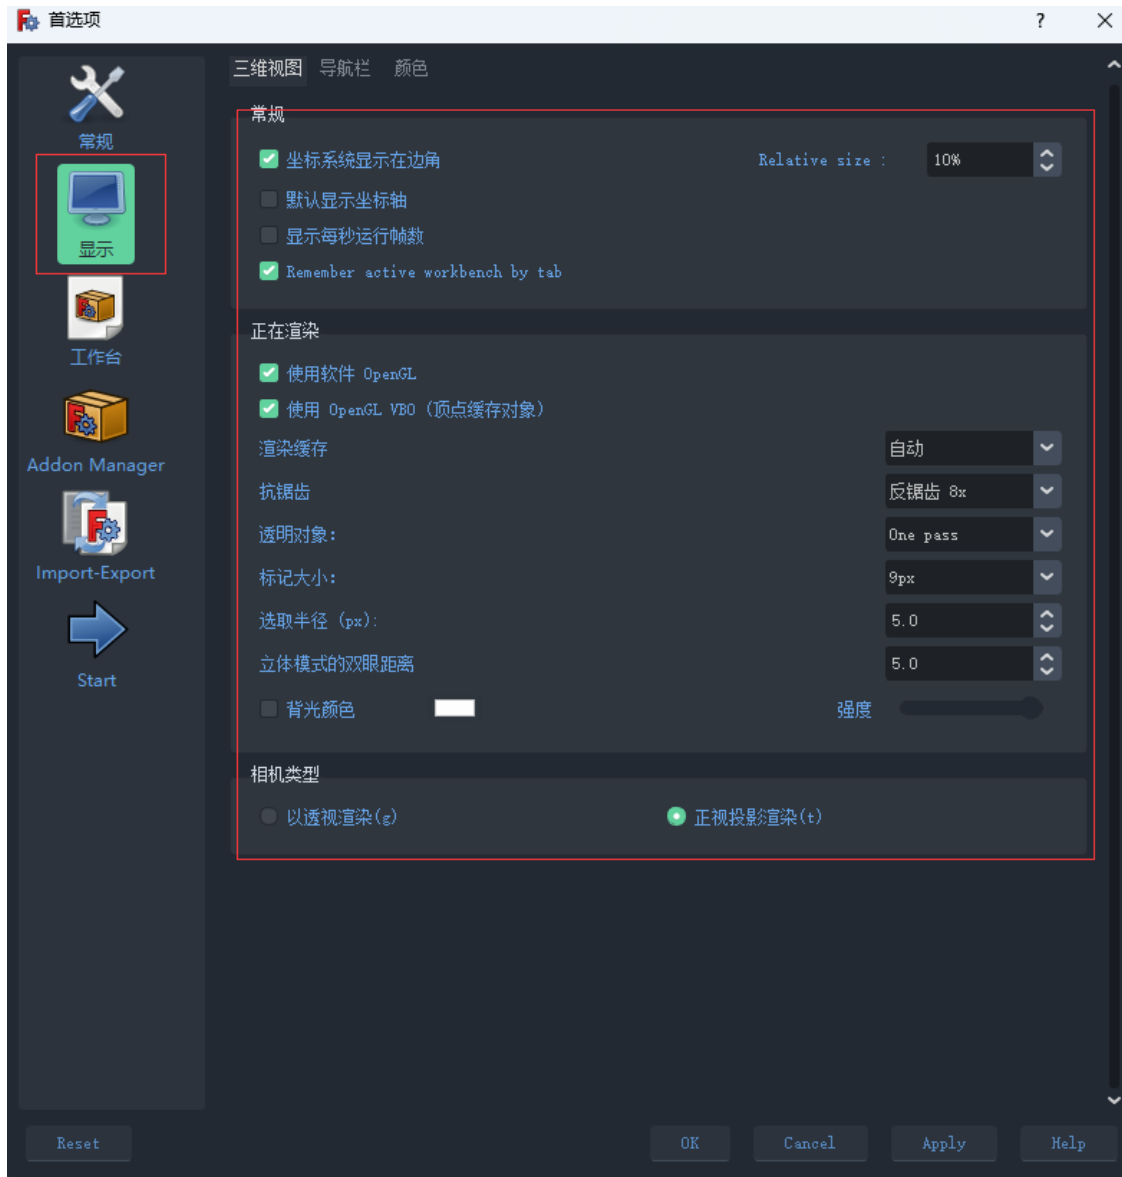 首选项
?
常规
显示
工作台
Addon Manager
Import-Export
Start
三维视图 导航栏 颜色
常规
坐标系统显示在边角 Relative size : 10%
默认显示坐标轴
显示每秒运行帧数
Remember active workbench by tab
正在渲染
使用软件 OpenGL
使用 OpenGL VBO (顶点缓存对象)
渲染缓存 自动
抗锯齿 反锯齿 8x
透明对象: One pass
标记大小: 9px
选取半径 (px): 5.0
立体模式的双眼距离 5.0
背光颜色 强度
相机类型
以透视渲染(g) 正视投影渲染(t)
Reset OK Cancel Apply Help